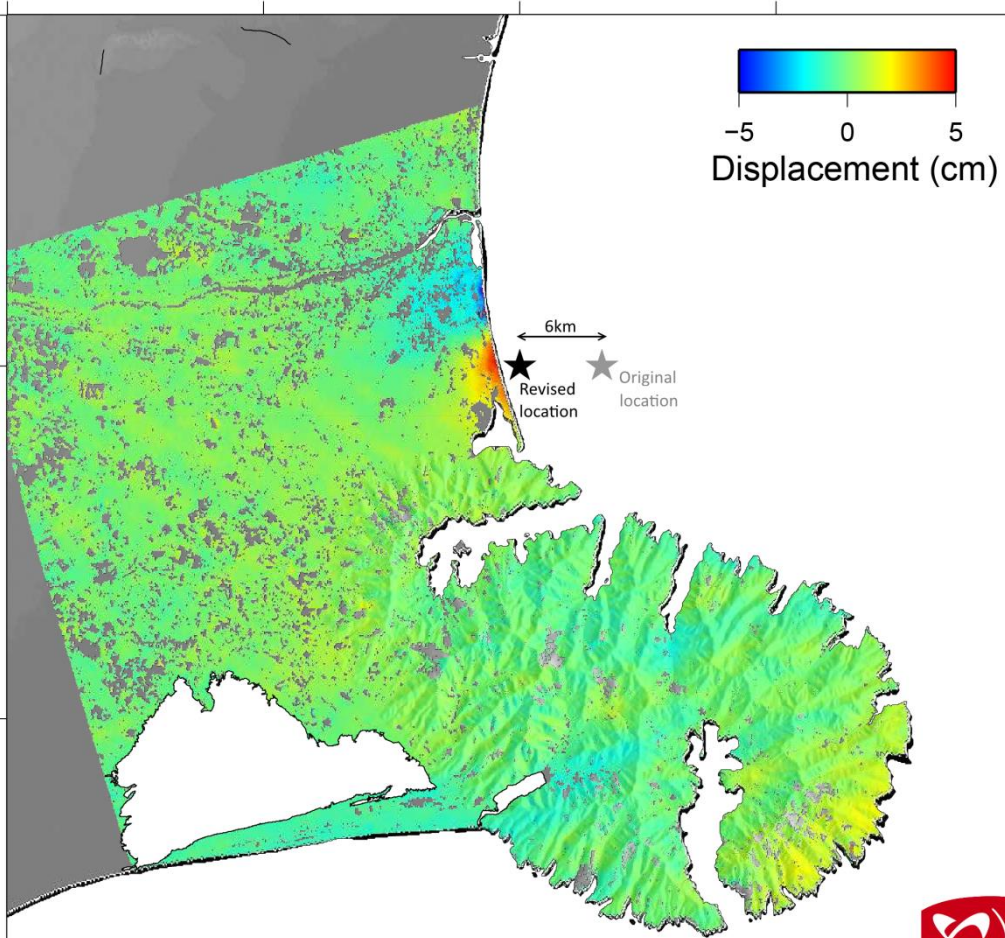 −5
0
5
Displacement (cm)
6km
Revised
location
Original
location